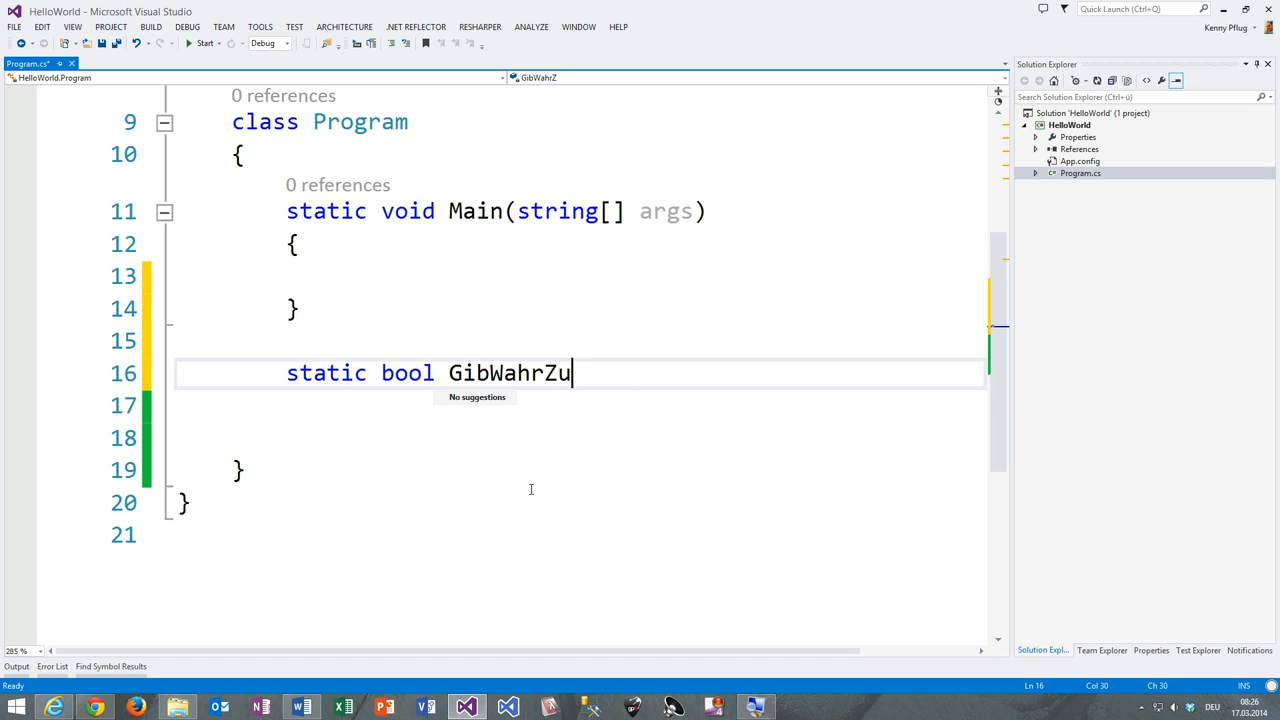 HelloWorld - Microsoft Visual Studio
Quick Launch (Ctrl+Q)
FILE EDIT VIEW PROJECT BUILD DEBUG TEAM TOOLS TEST ARCHITECTURE .NET REFLECTOR RESHARPER ANALYZE WINDOW HELP
Kenny Pflug
Start Debug
Program.cs*
HelloWorld.Program GibWahrZ
0 references
9 class Program
10 {
0 references
11 static void Main(string[] args)
12 {
13
14 }
15
16 static bool GibWahrZu
No suggestions
17
18
19 }
20 }
21
285 %
Solution Explorer
Search Solution Explorer (Ctrl+ü)
Solution 'HelloWorld' (1 project)
HelloWorld
Properties
References
App.config
Program.cs
Solution Expl... Team Explorer Properties Test Explorer Notifications
Output Error List Find Symbol Results
Ready Ln 16 Col 30 Ch 30 INS
DEU
08:26
17.03.2014